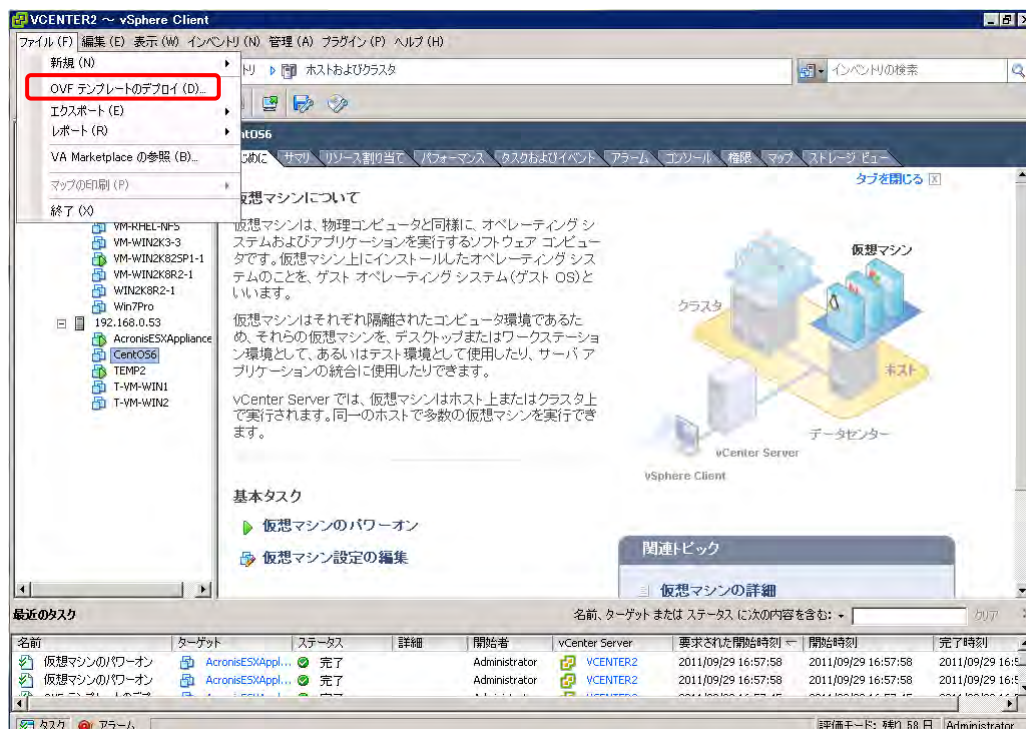 VCENTER2 ～ vSphere Client
ファイル (F) 編集 (E) 表示 (W) インベントリ (N) 管理 (A) プラグイン (P) ヘルプ (H)
新規 (N)
OVF テンプレートのデプロイ (D)...
エクスポート (E)
レポート (R)
VA Marketplace の参照 (B)...
マップの印刷 (P)
終了 (X)
ホストおよびクラスタ
インベントリの検索
サマリ リソース割り当て パフォーマンス タスクおよびイベント アラーム コンソール 権限 マップ ストレージ ビュー
タブを閉じる
VM-RHEL-NFS
VM-WIN2K3-3
VM-WIN2K82SP1-1
VM-WIN2K8R2-1
WIN2K8R2-1
Win7Pro
192.168.0.53
AcronisESXAppliance
CentOS6
TEMP2
T-VM-WIN1
T-VM-WIN2
仮想マシンについて
仮想マシンは、物理コンピュータと同様に、オペレーティング シ
ステムおよびアプリケーションを実行するソフトウェア コンピュー
タです。仮想マシン上にインストールしたオペレーティング シス
テムのことを、ゲスト オペレーティング システム(ゲスト OS)と
いいます。
仮想マシンはそれぞれ隔離されたコンピュータ環境であるた
め、それらの仮想マシンを、デスクトップまたはワークステーショ
ン環境として、あるいはテスト環境として使用したり、サーバ ア
プリケーションの統合に使用したりできます。
vCenter Server では、仮想マシンはホスト上またはクラスタ上
で実行されます。同一のホストで多数の仮想マシンを実行でき
ます。
仮想マシン
クラスタ
ホスト
データセンター
vCenter Server
vSphere Client
基本タスク
仮想マシンのパワーオン
仮想マシン設定の編集
関連トピック
仮想マシンの詳細
最近のタスク
名前、ターゲット または ステータス に次の内容を含む:
クリア
名前 ターゲット ステータス 詳細 開始者 vCenter Server 要求された開始時刻 開始時刻 完了時刻
仮想マシンのパワーオン AcronisESXAppl... 完了 Administrator VCENTER2 2011/09/29 16:57:58 2011/09/29 16:57:58 2011/09/29 16:5
仮想マシンのパワーオン AcronisESXAppl... 完了 Administrator VCENTER2 2011/09/29 16:57:58 2011/09/29 16:57:58 2011/09/29 16:5
タスク アラーム
評価モード: 残り 58 日 Administrator